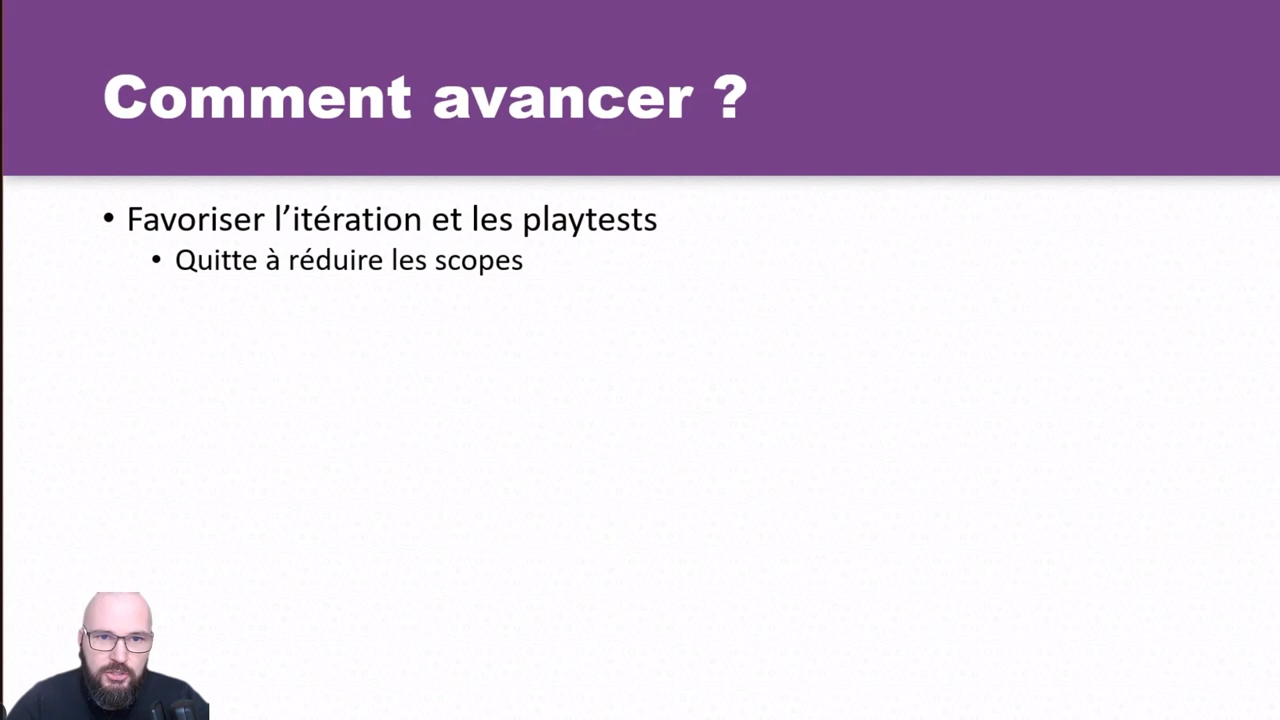 Comment avancer ?
• Favoriser l’itération et les playtests
• Quitte à réduire les scopes